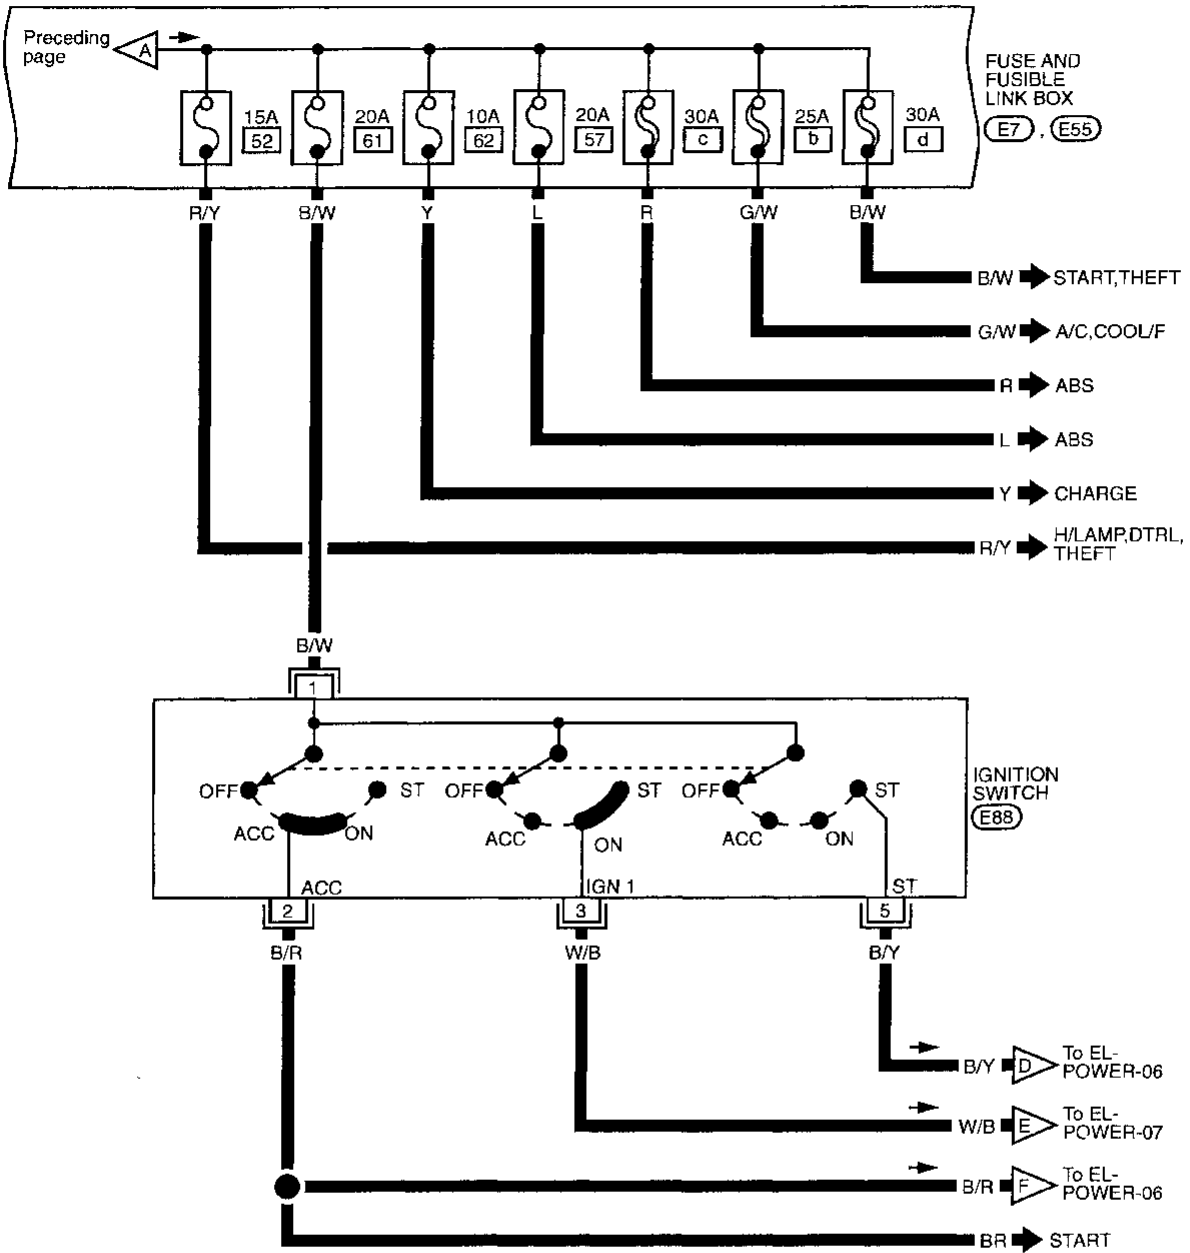 Preceding
page
A
15A
52
20A
61
10A
62
20A
57
30A
c
25A
b
30A
d
FUSE AND
FUSIBLE
LINK BOX
E7 , E55
R/Y
B/W
Y
L
R
G/W
B/W
B/W START,THEFT
G/W A/C,COOL/F
R ABS
L ABS
Y CHARGE
R/Y H/LAMP,DTRL,
THEFT
B/W
1
OFF
ST
ACC
ON
OFF
ST
ACC
ON
OFF
ST
ACC
ON
IGNITION
SWITCH
E88
ACC
IGN 1
ST
2
3
5
B/R
W/B
B/Y
B/Y D To EL-
POWER-06
W/B E To EL-
POWER-07
B/R F To EL-
POWER-06
BR START